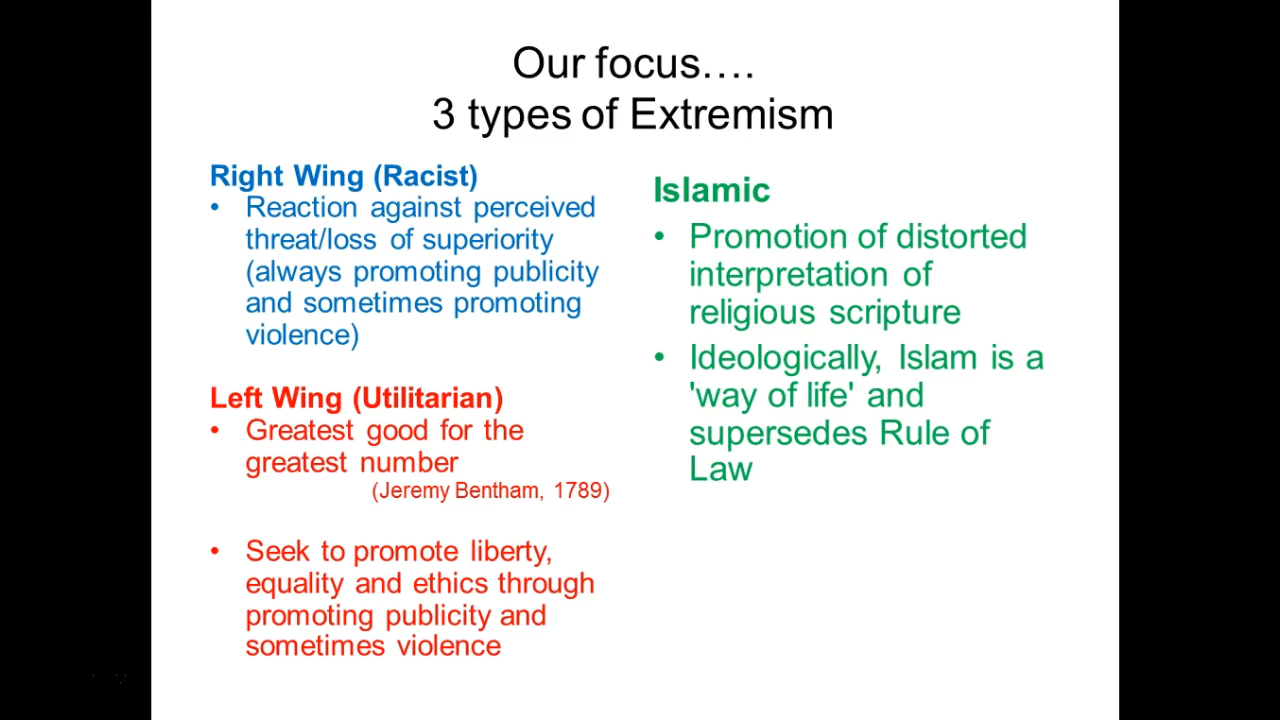 Our focus….
3 types of Extremism
Right Wing (Racist)
• Reaction against perceived
threat/loss of superiority
(always promoting publicity
and sometimes promoting
violence)
Left Wing (Utilitarian)
• Greatest good for the
greatest number
(Jeremy Bentham, 1789)
• Seek to promote liberty,
equality and ethics through
promoting publicity and
sometimes violence
Islamic
• Promotion of distorted
interpretation of
religious scripture
• Ideologically, Islam is a
'way of life' and
supersedes Rule of
Law